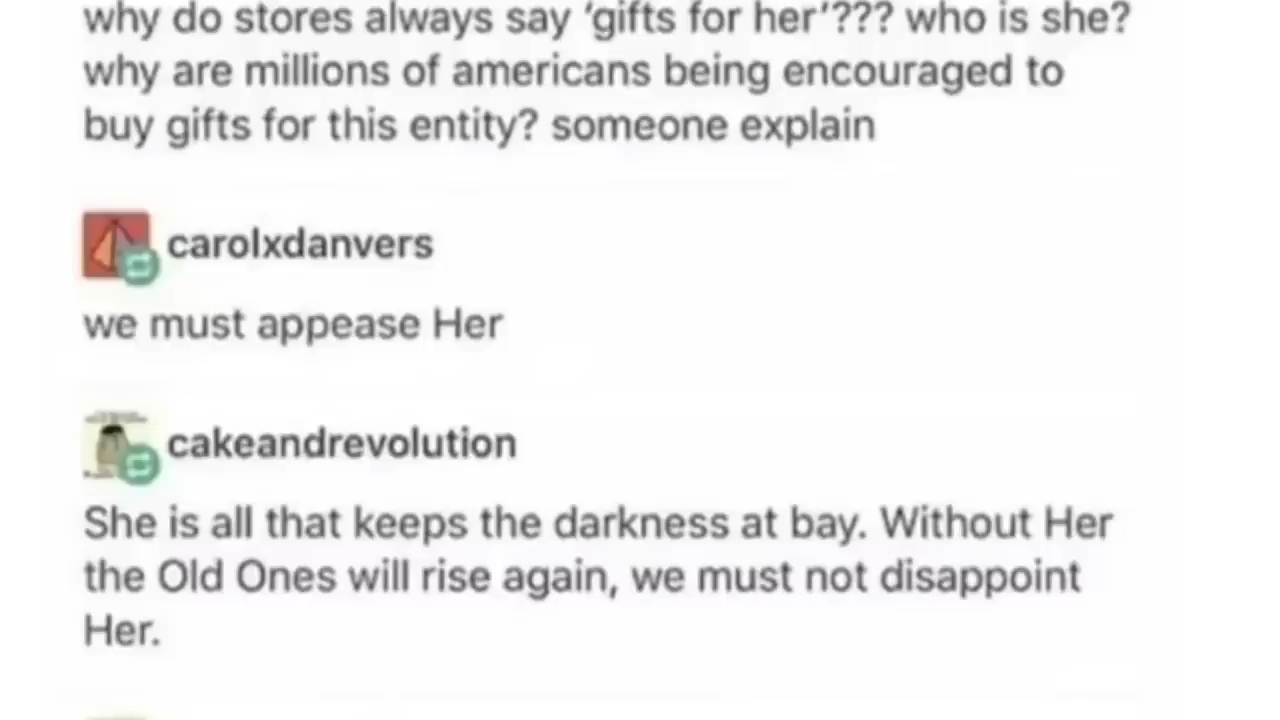 why do stores always say ‘gifts for her’??? who is she?
why are millions of americans being encouraged to
buy gifts for this entity? someone explain
carolxdanvers
we must appease Her
cakeandrevolution
She is all that keeps the darkness at bay. Without Her
the Old Ones will rise again, we must not disappoint
Her.